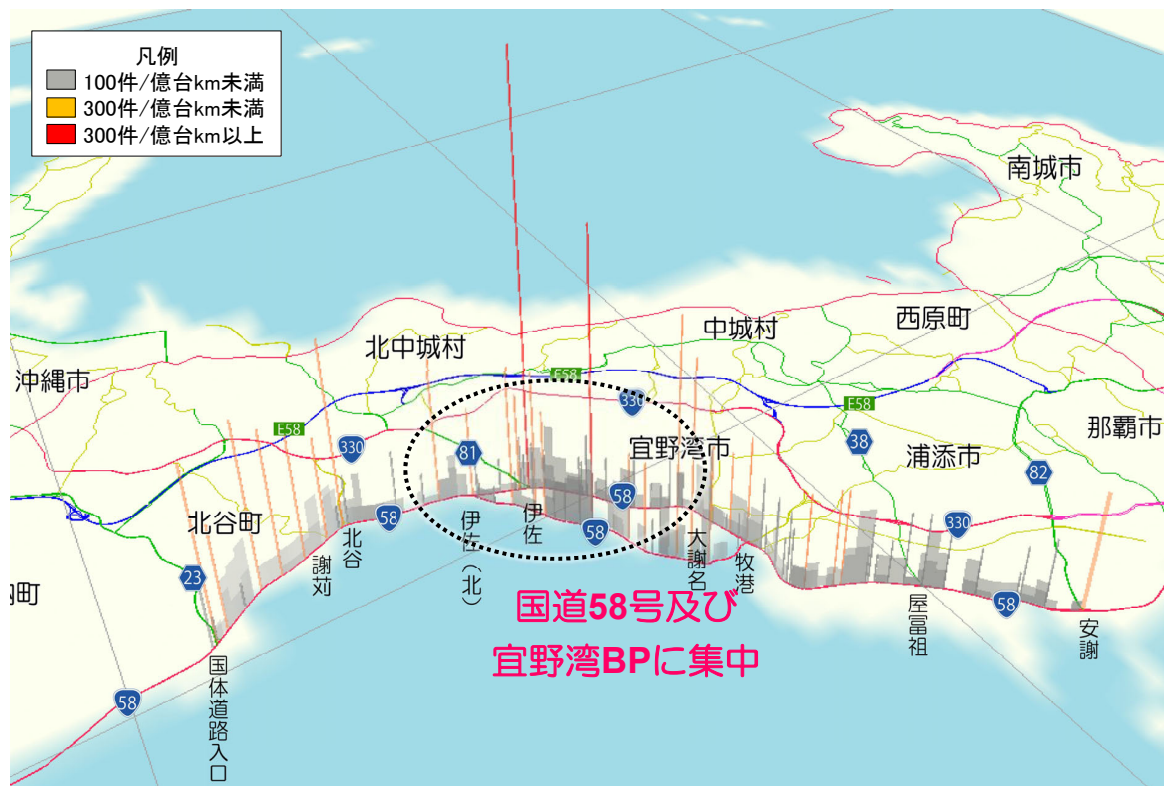 凡例
100件/億台km未満
300件/億台km未満
300件/億台km以上
南城市
西原町
中城村
北中城村
沖縄市
E58
E58
E58
330
330
那覇市
38
宜野湾市
浦添市
81
82
330
北谷町
58
58
58
58
23
58
町
北谷
謝苅
伊佐(北)
伊佐
大謝名
牧港
屋富祖
安謝
国体道路入口
国道58号及び
宜野湾BPに集中